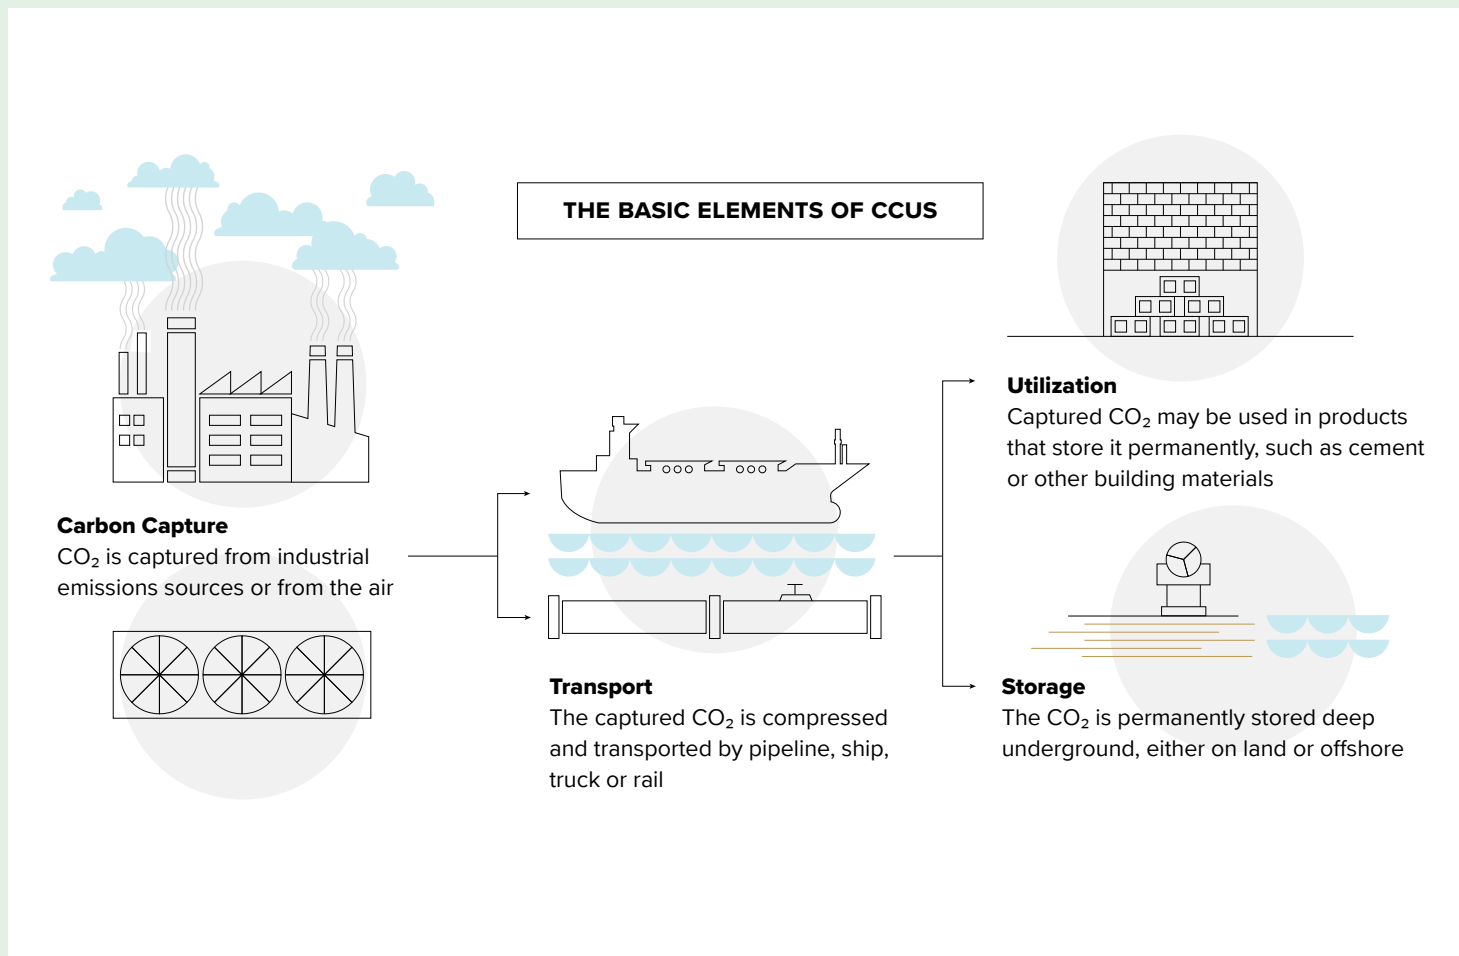 THE BASIC ELEMENTS OF CCUS
Carbon Capture
CO₂ is captured from industrial
emissions sources or from the air
Transport
The captured CO₂ is compressed
and transported by pipeline, ship,
truck or rail
Utilization
Captured CO₂ may be used in products
that store it permanently, such as cement
or other building materials
Storage
The CO₂ is permanently stored deep
underground, either on land or offshore